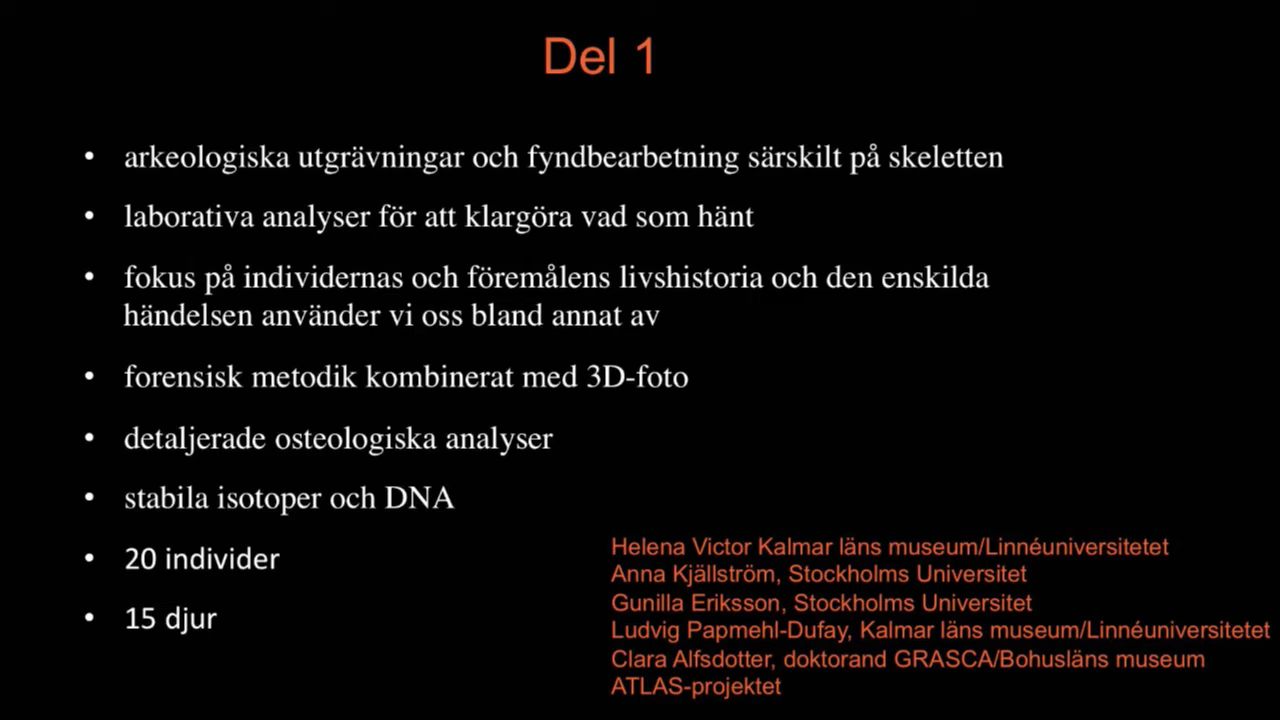 Del 1
• arkeologiska utgrävningar och fyndbearbetning särskilt på skeletten
• laborativa analyser för att klargöra vad som hänt
• fokus på individernas och föremålens livshistoria och den enskilda
händelsen använder vi oss bland annat av
• forensisk metodik kombinerat med 3D-foto
• detaljerade osteologiska analyser
• stabila isotoper och DNA
• 20 individer
• 15 djur
Helena Victor Kalmar läns museum/Linnéuniversitetet
Anna Kjällström, Stockholms Universitet
Gunilla Eriksson, Stockholms Universitet
Ludvig Papmehl-Dufay, Kalmar läns museum/Linnéuniversitetet
Clara Alfsdotter, doktorand GRASCA/Bohusläns museum
ATLAS-projektet